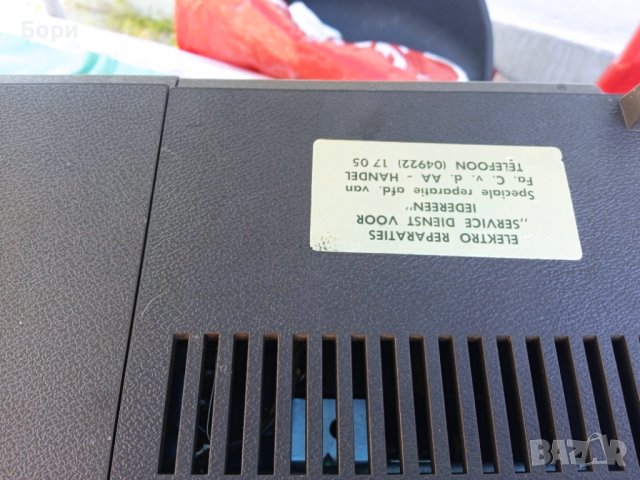 Бори
ELEKTRO REPARATIES
,,SERVICE DIENST VOOR
IEDEREEN"
Speciale reparatie afd. van
Fa. C. v. d. AA - HANDEL
TELEFOON (04922) 17 05
BAZAR